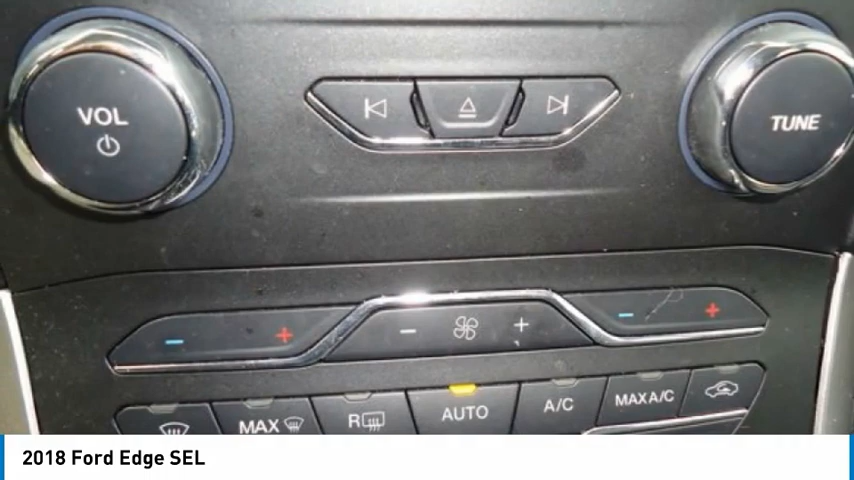 VOL
TUNE
− +
− +
− +
MAX
R
AUTO
A/C
MAX A/C
2018 Ford Edge SEL